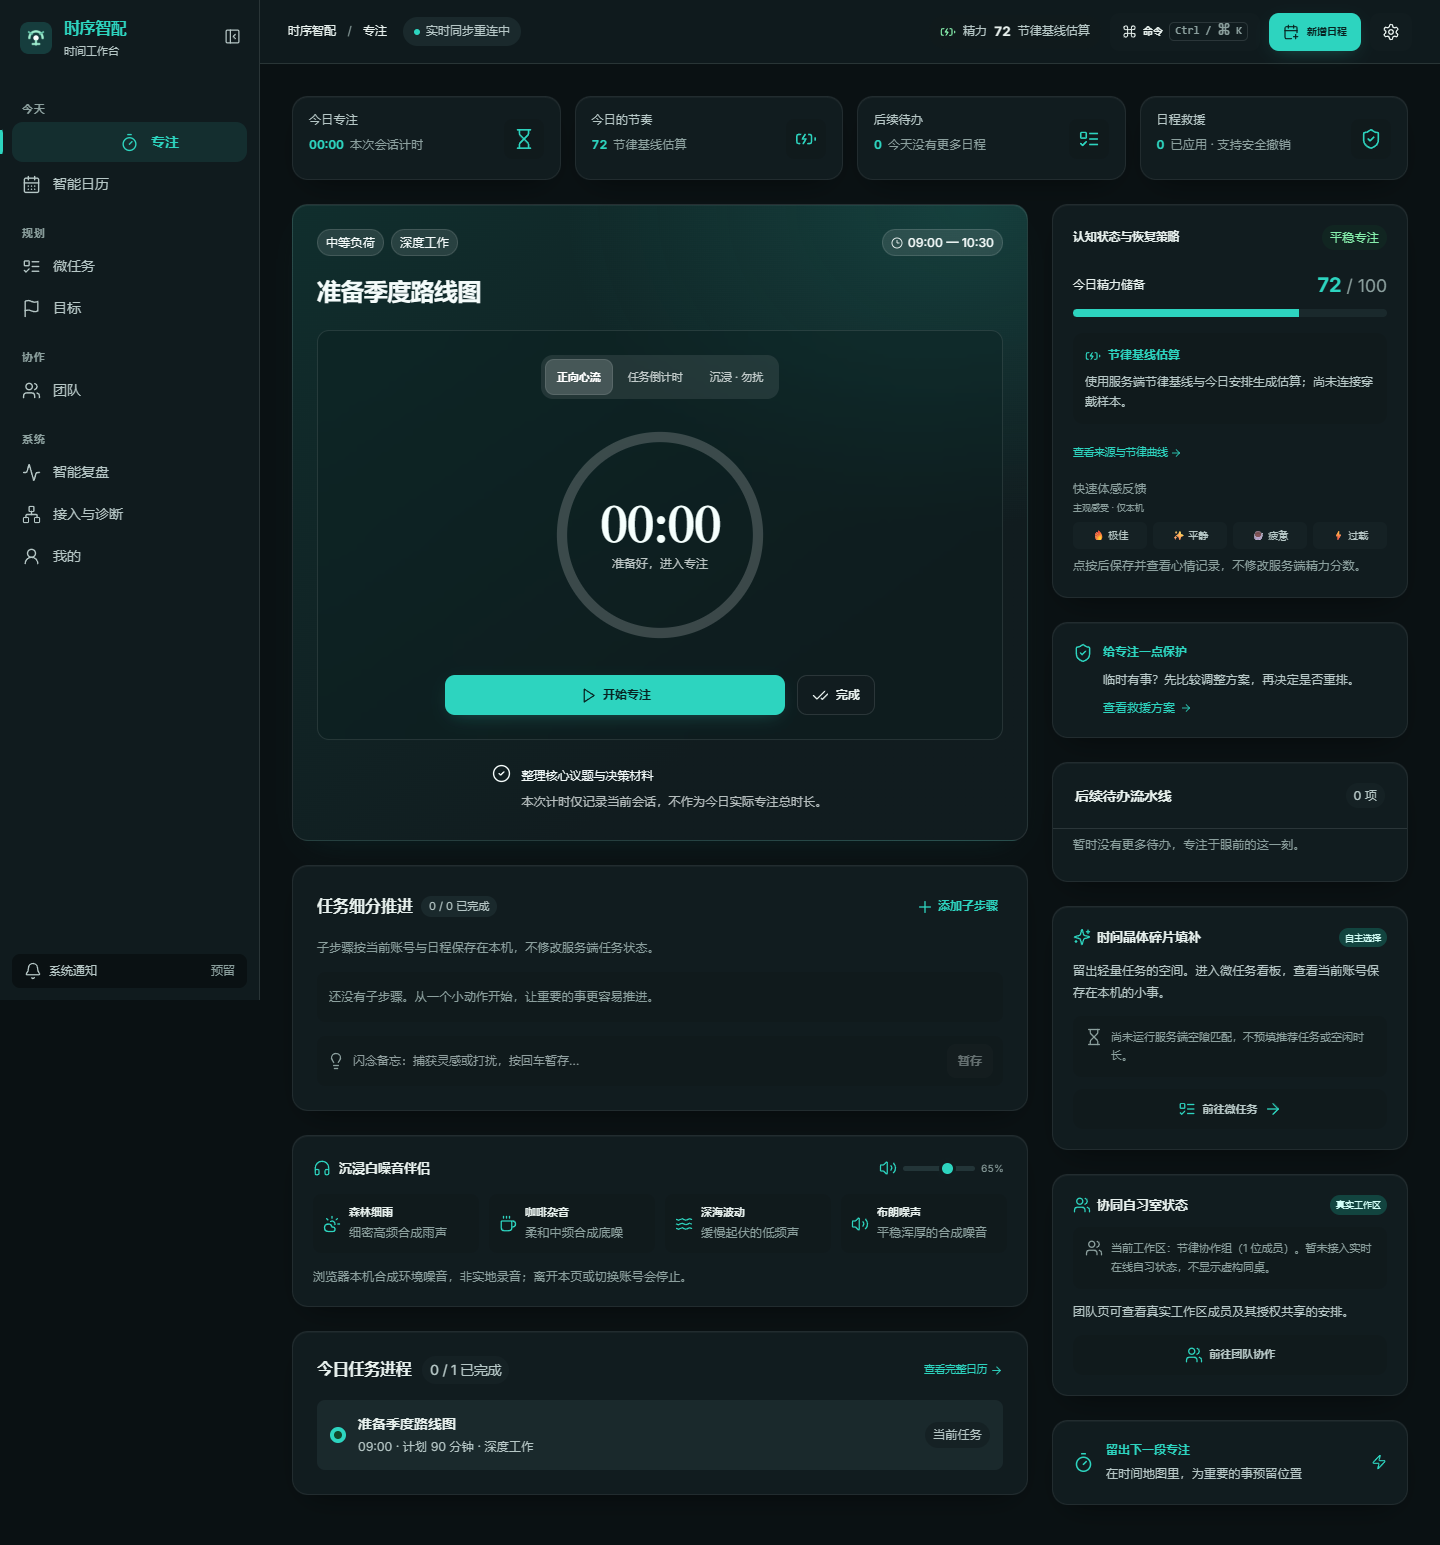 时序智配
时间工作台
今天
专注
智能日历
规划
微任务
目标
协作
团队
系统
智能复盘
接入与诊断
我的
系统通知 预留
时序智配 / 专注 实时同步重连中
精力 72 节律基线估算 命令 Ctrl / ⌘ K 新增日程
今日专注
00:00 本次会话计时
今日的节奏
72 节律基线估算
后续待办
0 今天没有更多日程
日程救援
0 已应用 · 支持安全撤销
中等负荷 深度工作 09:00 — 10:30
准备季度路线图
正向心流 任务倒计时 沉浸 · 勿扰
00:00
准备好，进入专注
开始专注 完成
整理核心议题与决策材料
本次计时仅记录当前会话，不作为今日实际专注总时长。
任务细分推进 0 / 0 已完成 添加子步骤
子步骤按当前账号与日程保存在本机，不修改服务端任务状态。
还没有子步骤。从一个小动作开始，让重要的事更容易推进。
闪念备忘：捕获灵感或打扰，按回车暂存... 暂存
沉浸白噪音伴侣 65%
森林细雨
细密高频合成雨声
咖啡杂音
柔和中频合成底噪
深海波动
缓慢起伏的低频声
布朗噪声
平稳浑厚的合成噪音
浏览器本机合成环境噪音，非实地录音；离开本页或切换账号会停止。
今日任务进程 0 / 1 已完成 查看完整日历 →
准备季度路线图
09:00 · 计划 90 分钟 · 深度工作
当前任务
认知状态与恢复策略 平稳专注
今日精力储备 72 / 100
节律基线估算
使用服务端节律基线与今日安排生成估算；尚未连接穿
戴样本。
查看来源与节律曲线 →
快速体感反馈
主观感受 · 仅本机
极佳 平静 疲惫 过载
点按后保存并查看心情记录，不修改服务端精力分数。
给专注一点保护
临时有事？先比较调整方案，再决定是否重排。
查看救援方案 →
后续待办流水线 0 项
暂时没有更多待办，专注于眼前的这一刻。
时间晶体碎片填补 自主选择
留出轻量任务的空间。进入微任务看板，查看当前账号保
存在本机的小事。
尚未运行服务端空隙匹配，不预填推荐任务或空闲时
长。
前往微任务 →
协同自习室状态 真实工作区
当前工作区：节律协作组（1 位成员）。暂未接入实时
在线自习状态，不显示虚构同桌。
团队页可查看真实工作区成员及其授权共享的安排。
前往团队协作
留出下一段专注
在时间地图里，为重要的事预留位置